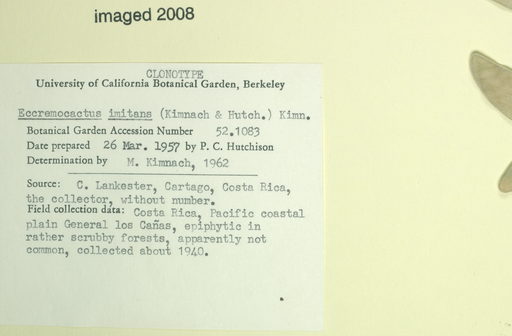 imaged 2008
CLONOTYPE
University of California Botanical Garden, Berkeley
Eccremocactus imitans (Kimnach & Hutch.) Kimn.
Botanical Garden Accession Number 52.1083
Date prepared 26 Mar. 1957 by P. C. Hutchison
Determination by M. Kimnach, 1962
Source: C. Lankester, Cartago, Costa Rica,
the collector, without number.
Field collection data: Costa Rica, Pacific coastal
plain General los Cañas, epiphytic in
rather scrubby forests, apparently not
common, collected about 1940.